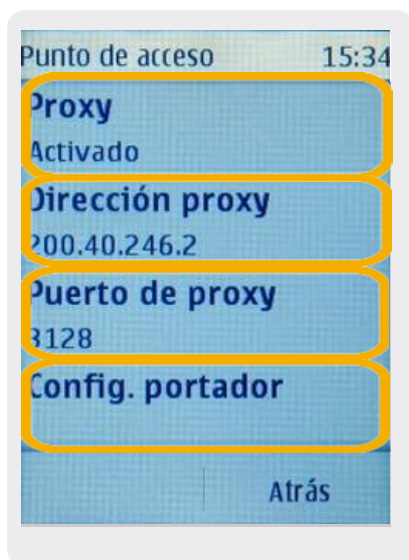 Punto de acceso 15:34
Proxy
Activado
Dirección proxy
200.40.246.2
Puerto de proxy
3128
Config. portador
Atrás